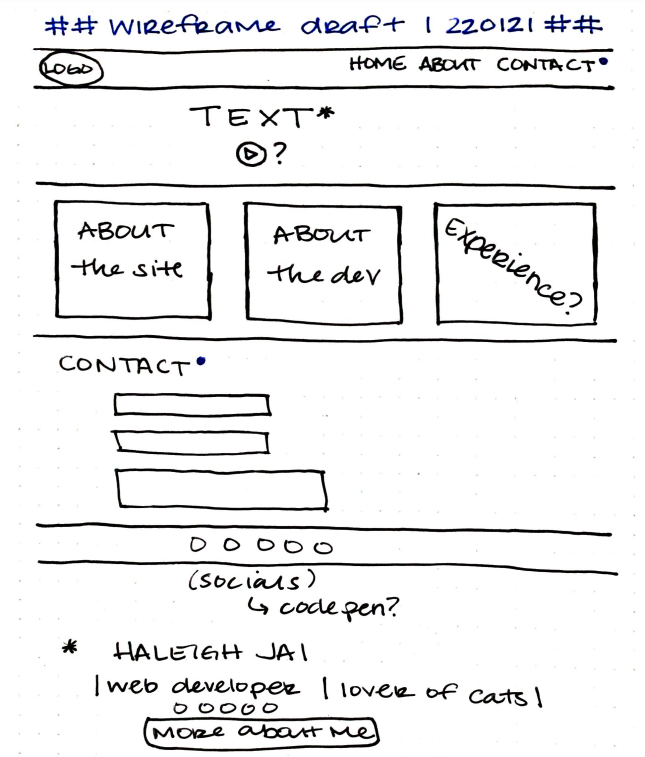 ## WIREFRAME draft | 220121 ##
LOGO HOME ABOUT CONTACT•
TEXT*
?
ABOUT
the site
ABOUT
the dev
Experience?
CONTACT•
(socials)
↳ codepen?
* HALEIGH JAI
| web developer | lover of cats |
More about Me